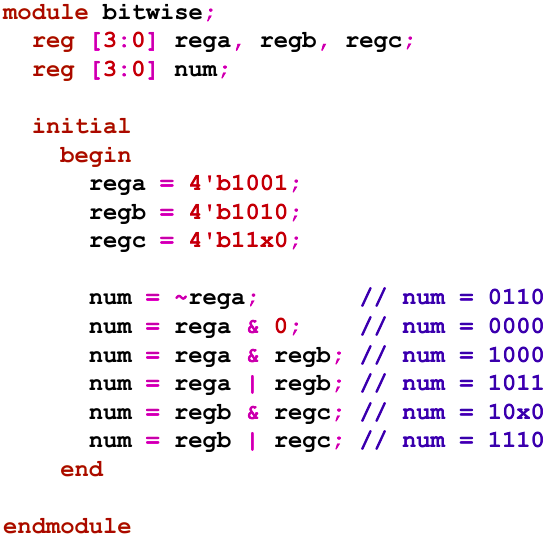 module bitwise;
  reg [3:0] rega, regb, regc;
  reg [3:0] num;

  initial
    begin
      rega = 4'b1001;
      regb = 4'b1010;
      regc = 4'b11x0;

      num = ~rega;       // num = 0110
      num = rega & 0;    // num = 0000
      num = rega & regb; // num = 1000
      num = rega | regb; // num = 1011
      num = regb & regc; // num = 10x0
      num = regb | regc; // num = 1110
    end

endmodule